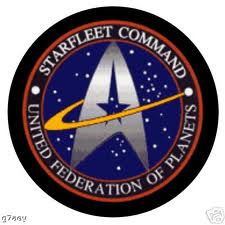 STARFLEET COMMAND
UNITED FEDERATION OF PLANETS